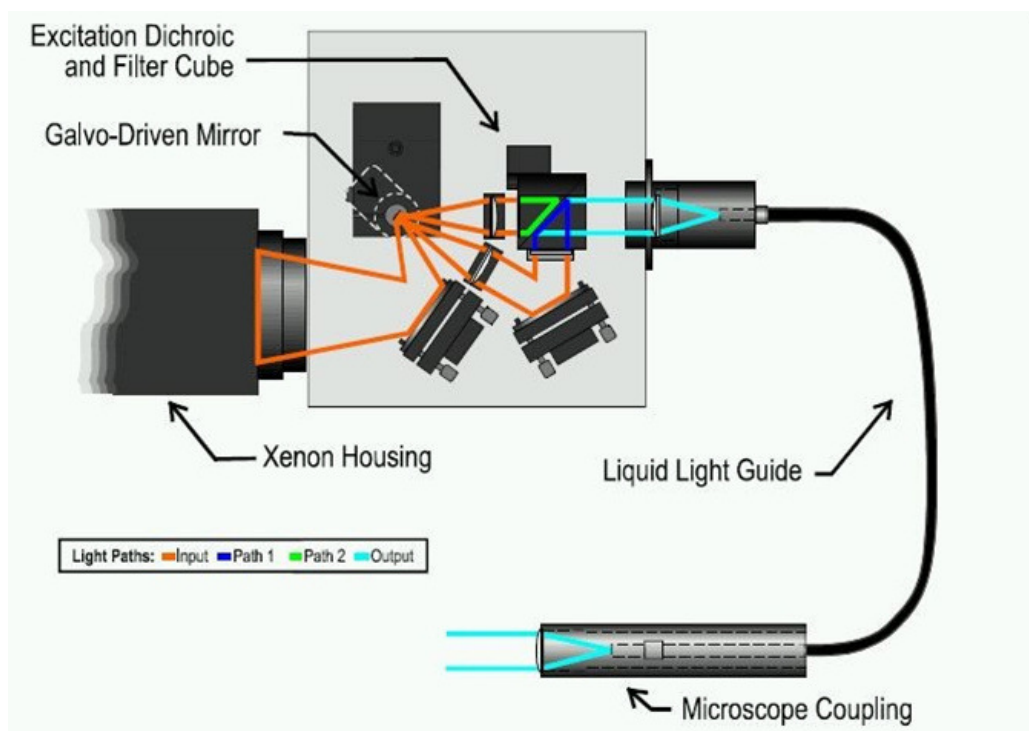 Excitation Dichroic
and Filter Cube
Galvo-Driven Mirror
Xenon Housing
Liquid Light Guide
Light Paths: Input Path 1 Path 2 Output
Microscope Coupling